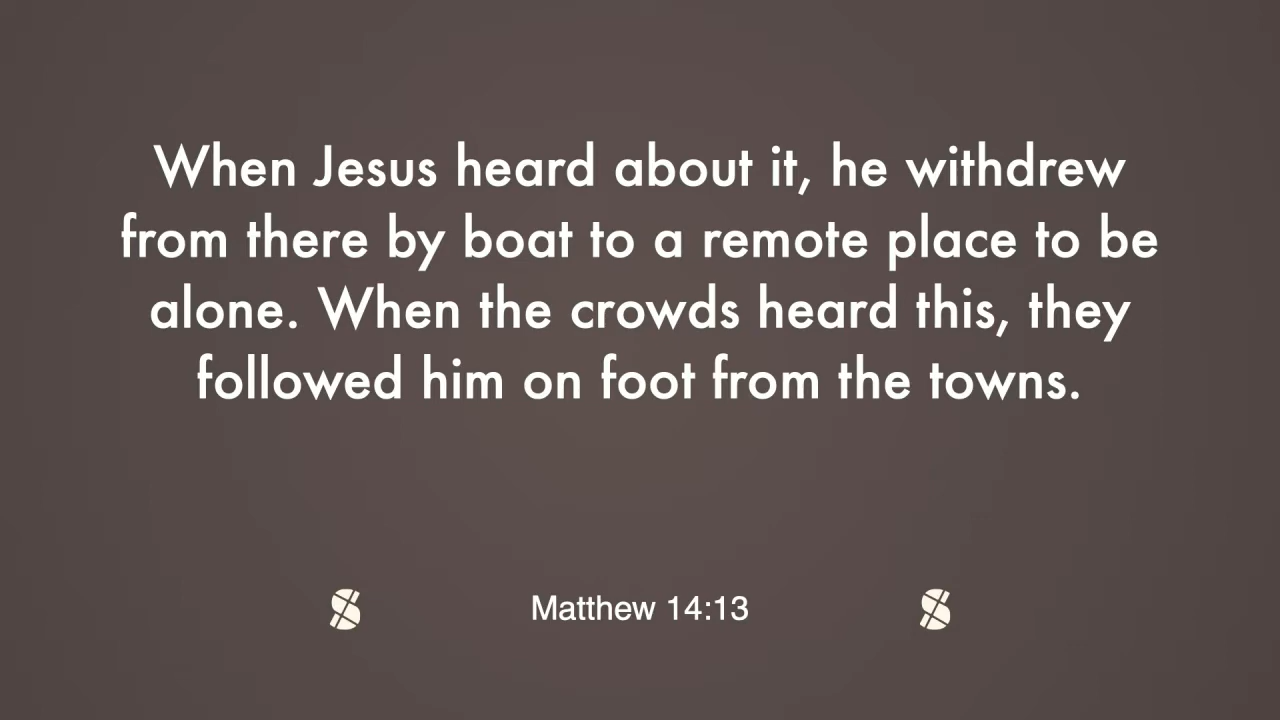 When Jesus heard about it, he withdrew
from there by boat to a remote place to be
alone. When the crowds heard this, they
followed him on foot from the towns.
Matthew 14:13